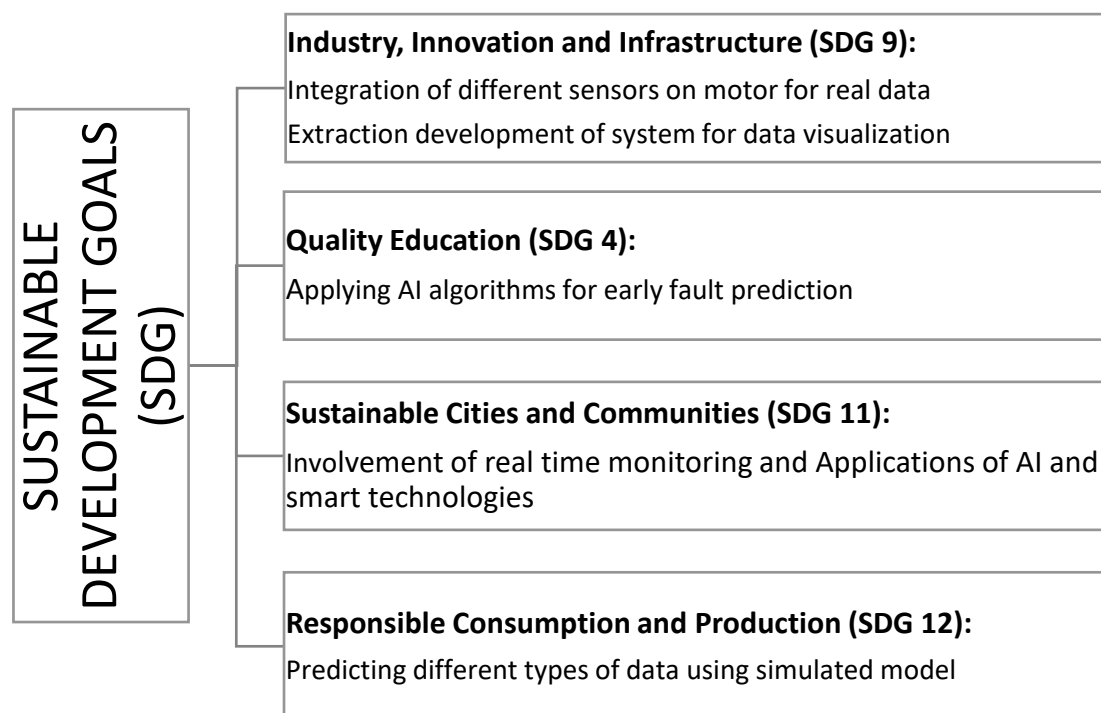 SUSTAINABLE
DEVELOPMENT GOALS
(SDG)
Industry, Innovation and Infrastructure (SDG 9):
Integration of different sensors on motor for real data
Extraction development of system for data visualization
Quality Education (SDG 4):
Applying AI algorithms for early fault prediction
Sustainable Cities and Communities (SDG 11):
Involvement of real time monitoring and Applications of AI and
smart technologies
Responsible Consumption and Production (SDG 12):
Predicting different types of data using simulated model